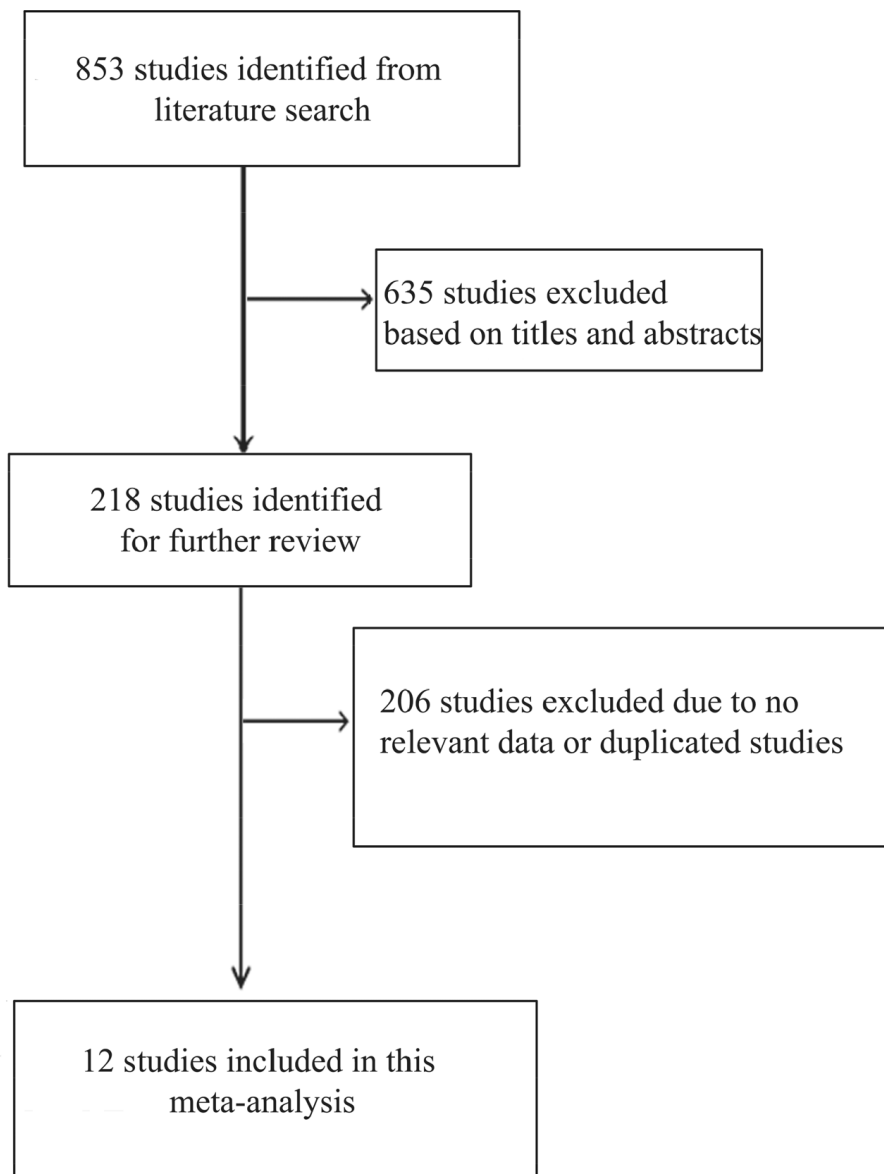 853 studies identified from
literature search
635 studies excluded
based on titles and abstracts
218 studies identified
for further review
206 studies excluded due to no
relevant data or duplicated studies
12 studies included in this
meta-analysis